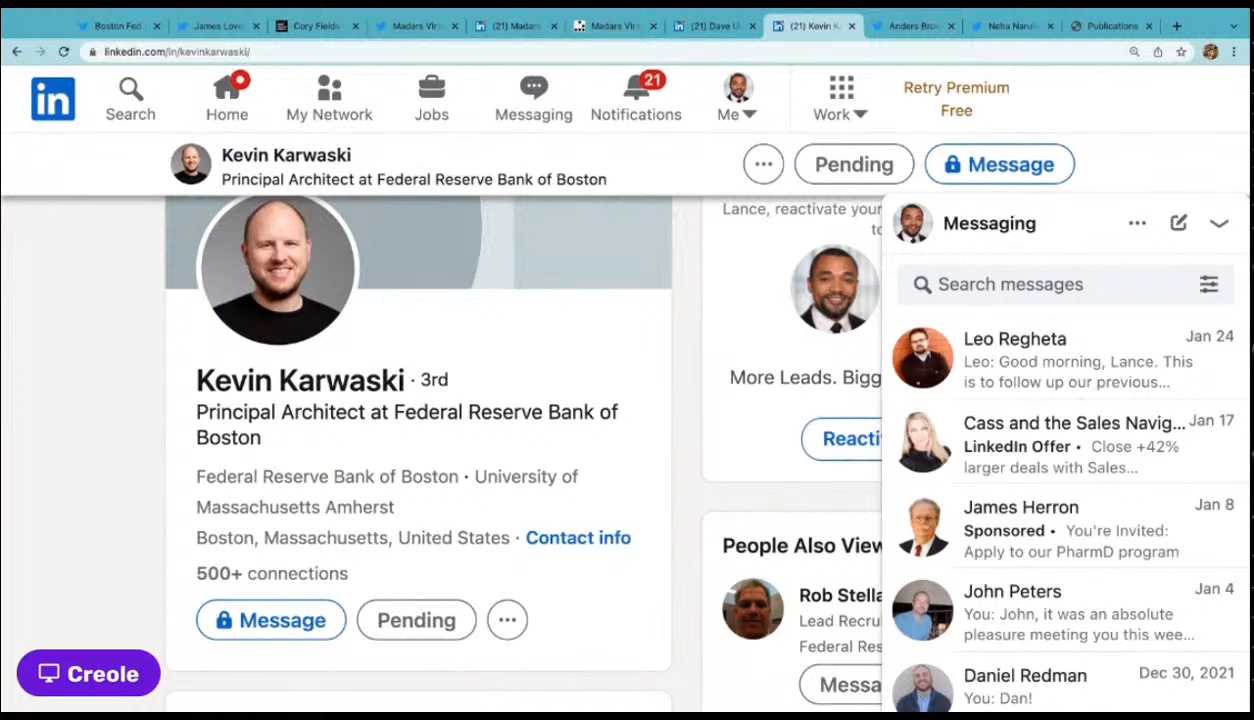 Boston Fed
James Love
Cory Fields
Madars Vir
(21) Madars
Madars Vir
(21) Dave U
(21) Kevin K
Anders Bro
Neha Narul
Publications
linkedin.com/in/kevinkarwaski/
in
Search
Home
My Network
Jobs
Messaging
21
Notifications
Me
Work
Retry Premium
Free
Kevin Karwaski
Principal Architect at Federal Reserve Bank of Boston
Pending
Message
Lance, reactivate your
to
More Leads. Bigg
Reacti
Kevin Karwaski · 3rd
Principal Architect at Federal Reserve Bank of
Boston
Federal Reserve Bank of Boston · University of
Massachusetts Amherst
Boston, Massachusetts, United States · Contact info
500+ connections
Message
Pending
Creole
People Also View
Rob Stella
Lead Recru
Federal Res
Messa
Messaging
Search messages
Leo Regheta Jan 24
Leo: Good morning, Lance. This
is to follow up our previous...
Cass and the Sales Navig... Jan 17
LinkedIn Offer • Close +42%
larger deals with Sales...
James Herron Jan 8
Sponsored • You're Invited:
Apply to our PharmD program
John Peters Jan 4
You: John, it was an absolute
pleasure meeting you this wee...
Daniel Redman Dec 30, 2021
You: Dan!